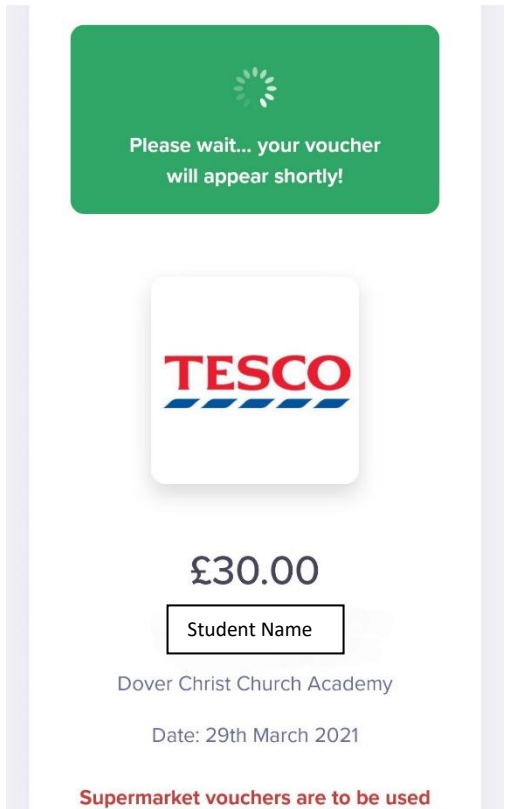 Please wait... your voucher
will appear shortly!
TESCO
£30.00
Student Name
Dover Christ Church Academy
Date: 29th March 2021
Supermarket vouchers are to be used